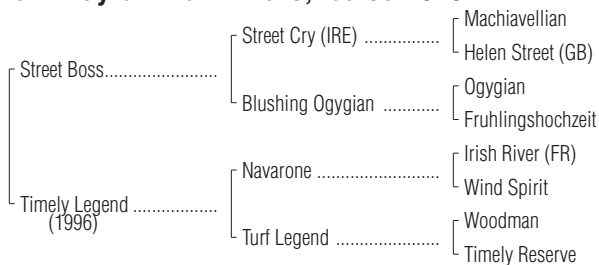 Machiavellian
Street Cry (IRE) ...............
Helen Street (GB)
Street Boss.......................
Ogygian
Blushing Ogygian ............
Fruhlingshochzeit
Irish River (FR)
Navarone .........................
Wind Spirit
Timely Legend .................
(1996)
Woodman
Turf Legend .....................
Timely Reserve